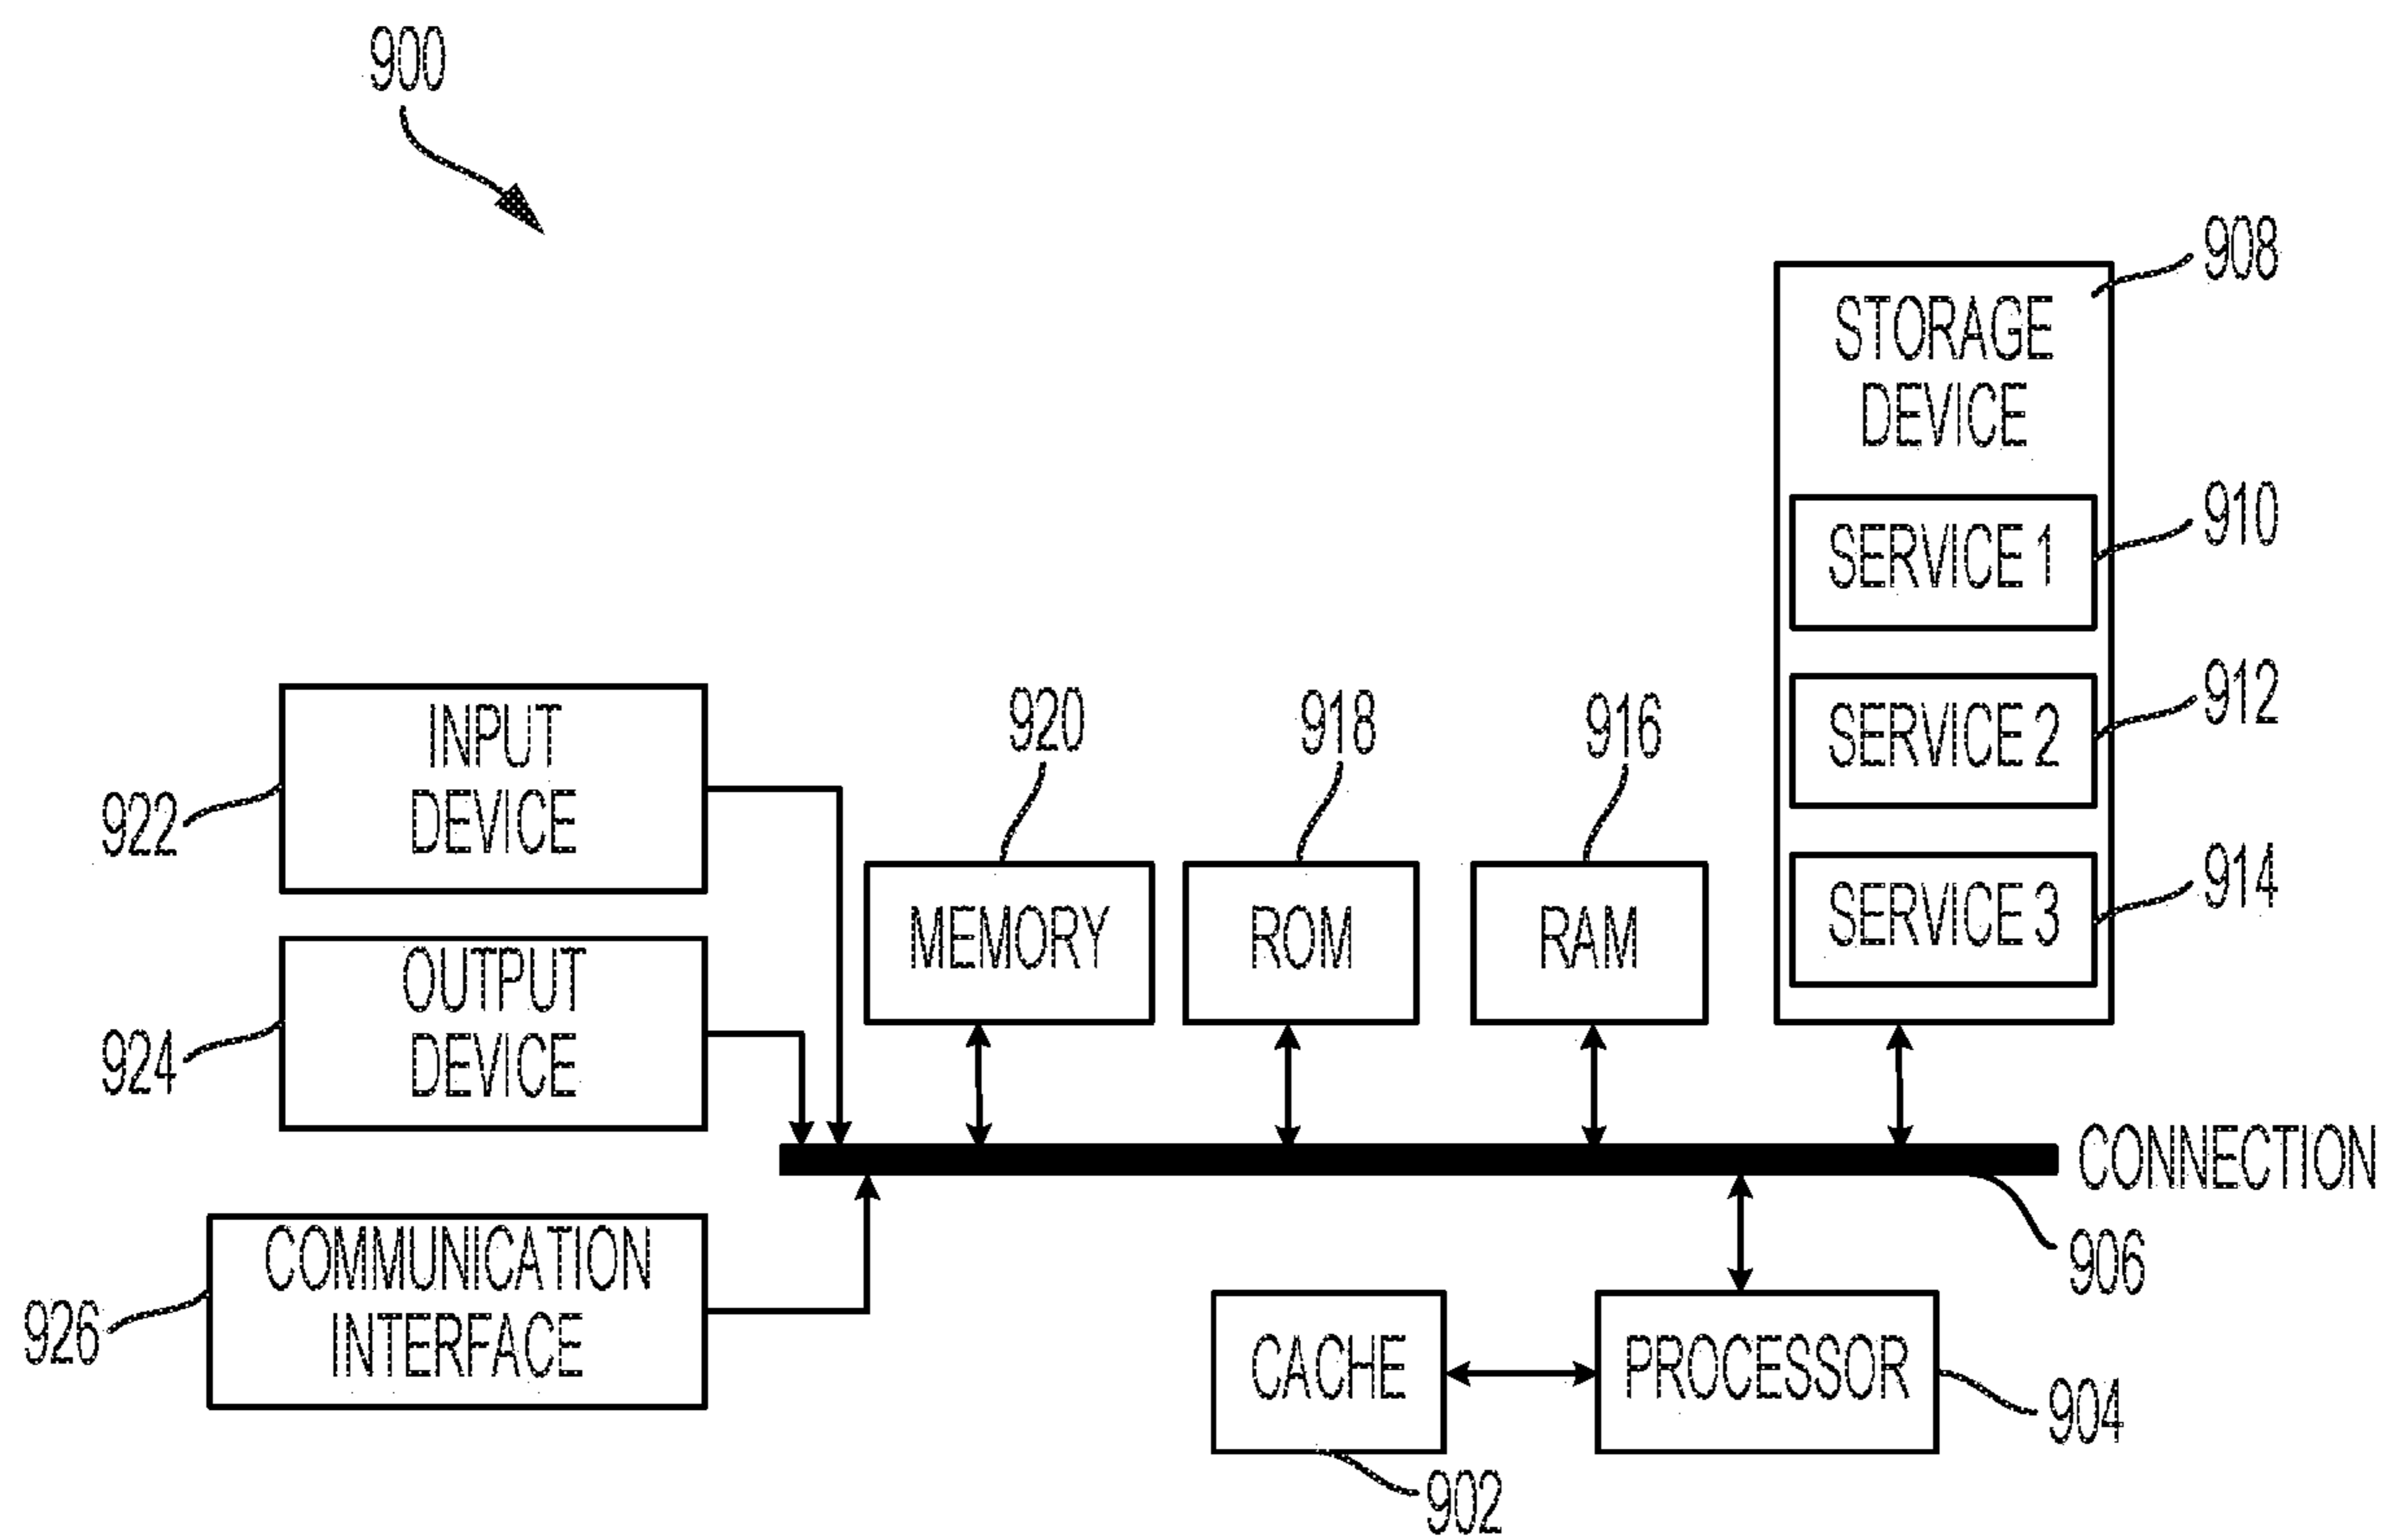 900
908
STORAGE
DEVICE
910
SERVICE 1
912
SERVICE 2
914
SERVICE 3
920
918
916
INPUT
DEVICE
922
MEMORY
ROM
RAM
OUTPUT
DEVICE
924
CONNECTION
906
COMMUNICATION
INTERFACE
926
CACHE
PROCESSOR
904
902